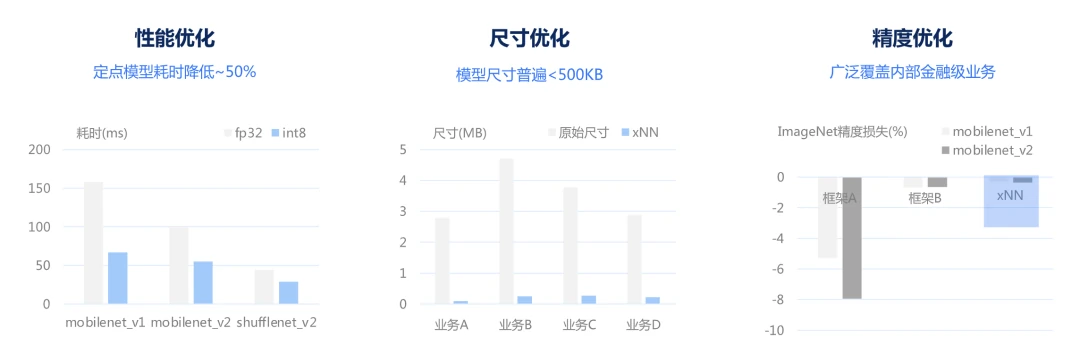 性能优化
定点模型耗时降低~50%
耗时(ms)
fp32
int8
200
150
100
50
0
mobilenet_v1
mobilenet_v2
shufflenet_v2
尺寸优化
模型尺寸普遍<500KB
尺寸(MB)
原始尺寸
xNN
5
4
3
2
1
0
业务A
业务B
业务C
业务D
精度优化
广泛覆盖内部金融级业务
ImageNet精度损失(%)
mobilenet_v1
mobilenet_v2
0
-2
-4
-6
-8
-10
框架A
框架B
xNN